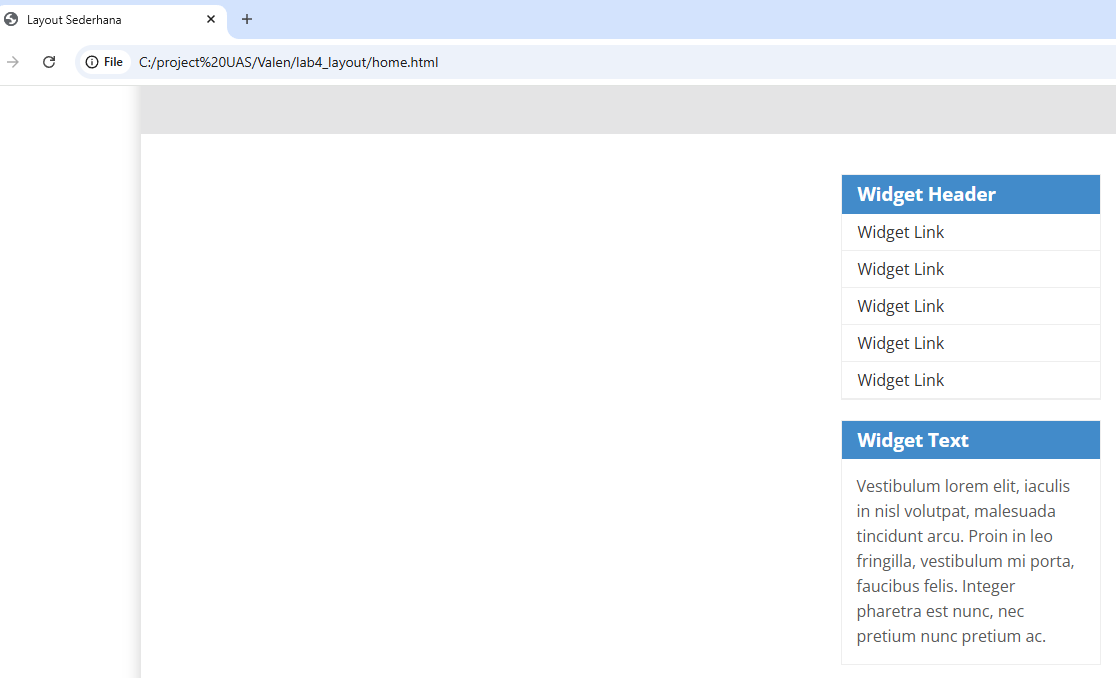 Layout Sederhana
File C:/project%20UAS/Valen/lab4_layout/home.html
Widget Header
Widget Link
Widget Link
Widget Link
Widget Link
Widget Link
Widget Text
Vestibulum lorem elit, iaculis
in nisl volutpat, malesuada
tincidunt arcu. Proin in leo
fringilla, vestibulum mi porta,
faucibus felis. Integer
pharetra est nunc, nec
pretium nunc pretium ac.